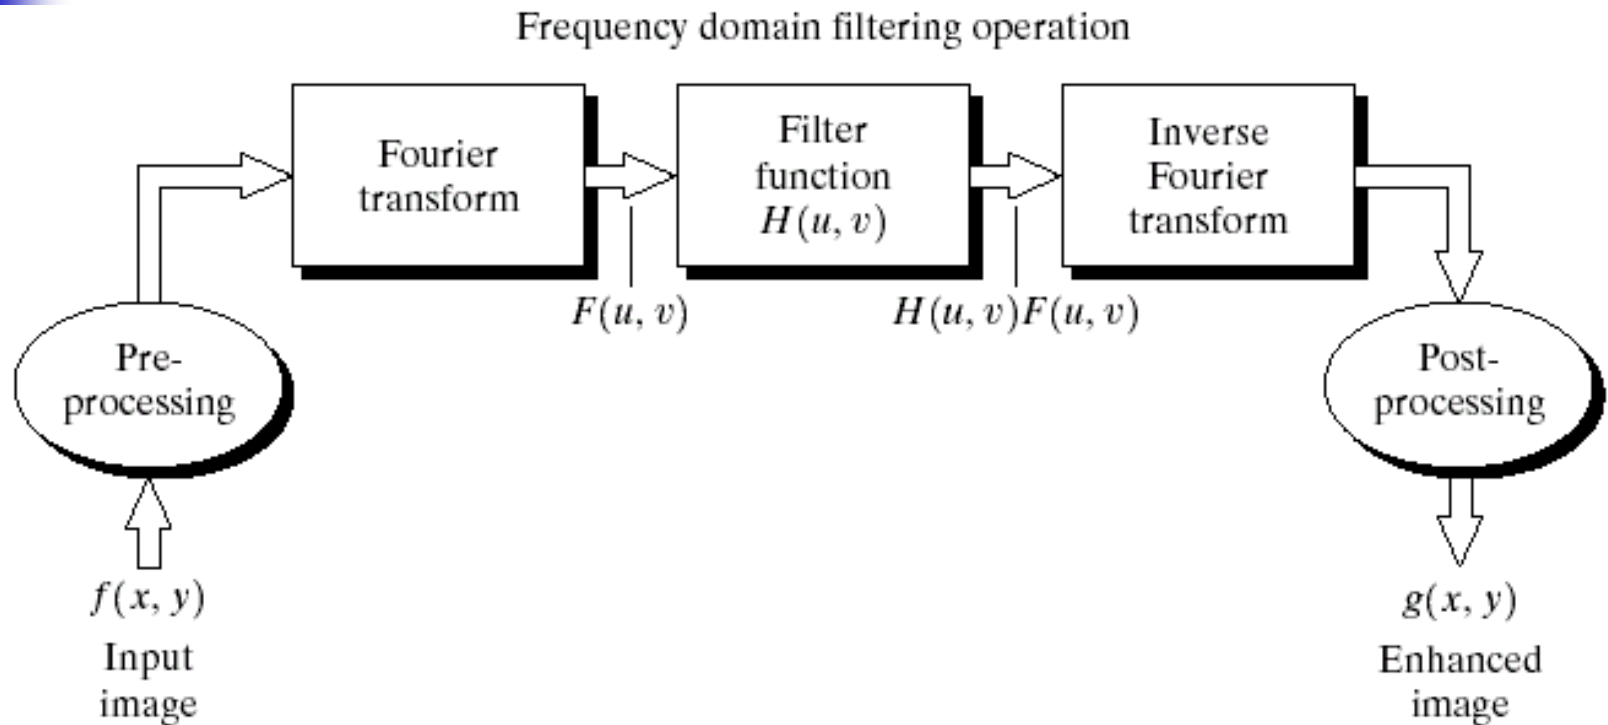 Frequency domain filtering operation
Fourier
transform
Filter
function
H(u, v)
Inverse
Fourier
transform
F(u, v)
H(u, v)F(u, v)
Pre-
processing
Post-
processing
f(x, y)
Input
image
g(x, y)
Enhanced
image